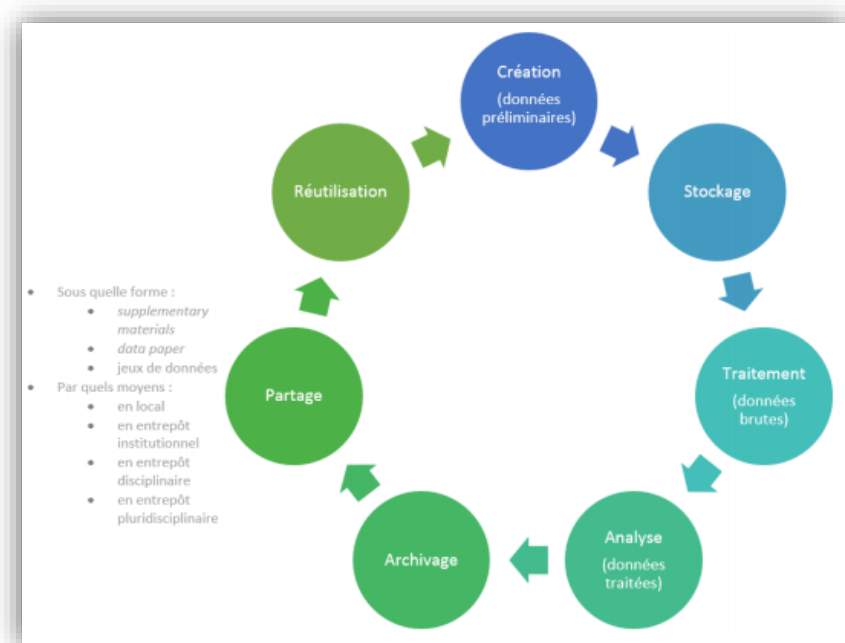 Création
(données
préliminaires)
Stockage
Traitement
(données
brutes)
Analyse
(données
traitées)
Archivage
Partage
Réutilisation
• Sous quelle forme :
• supplementary
materials
• data paper
• jeux de données
• Par quels moyens :
• en local
• en entrepôt
institutionnel
• en entrepôt
disciplinaire
• en entrepôt
pluridisciplinaire